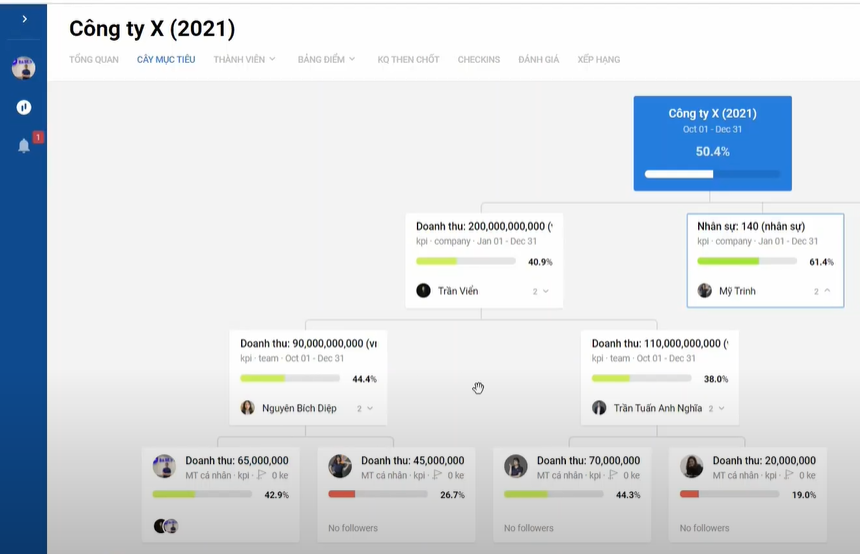 Công ty X (2021)
TỔNG QUAN CÂY MỤC TIÊU THÀNH VIÊN BẢNG ĐIỂM KQ THEN CHỐT CHECKINS ĐÁNH GIÁ XẾP HẠNG
1
Công ty X (2021)
Oct 01 - Dec 31
50.4%
Doanh thu: 200,000,000,000 (
kpi · company · Jan 01 - Dec 31
40.9%
Trần Viển 2
Nhân sự: 140 (nhân sự)
kpi · company · Jan 01 - Dec 31
61.4%
Mỹ Trinh 2
Doanh thu: 90,000,000,000 (vı
kpi · team · Oct 01 - Dec 31
44.4%
Nguyên Bích Diệp 2
Doanh thu: 110,000,000,000 (
kpi · team · Oct 01 - Dec 31
38.0%
Trần Tuấn Anh Nghĩa 2
Doanh thu: 65,000,000
MT cá nhân · kpi · 0 ke
42.9%
Doanh thu: 45,000,000
MT cá nhân · kpi · 0 ke
26.7%
No followers
Doanh thu: 70,000,000
MT cá nhân · kpi · 0 ke
44.3%
No followers
Doanh thu: 20,000,000
MT cá nhân · kpi · 0 ke
19.0%
No followers